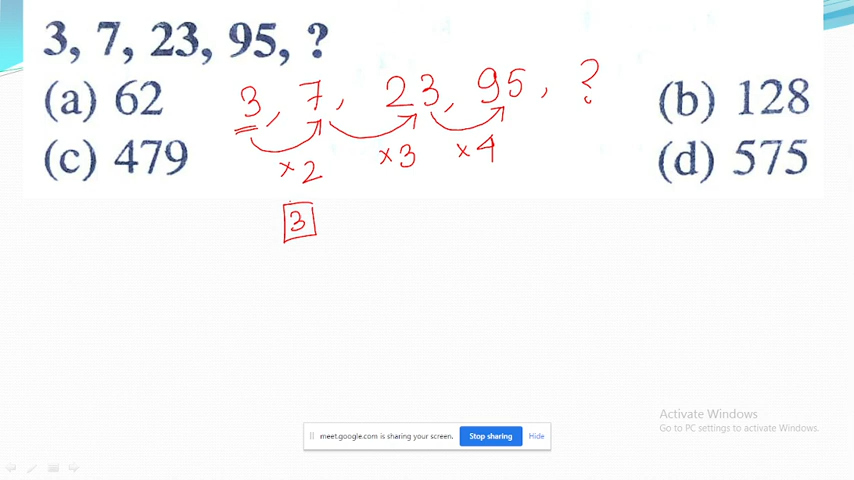 3, 7, 23, 95, ?
3, 7, 23, 95, ?
(a) 62 (b) 128
(c) 479 (d) 575
×2 ×3 ×4
3
Activate Windows
Go to PC settings to activate Windows.
meet.google.com is sharing your screen. Stop sharing Hide